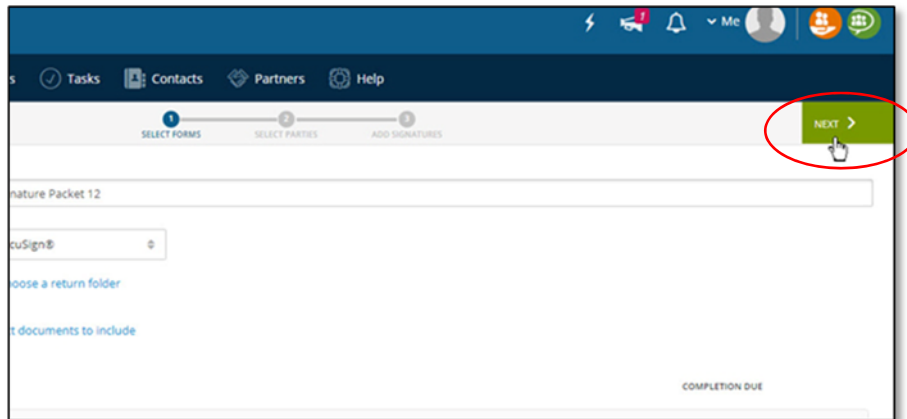 1
Me
s Tasks Contacts Partners Help
1 2 3
SELECT FORMS SELECT PARTIES ADD SIGNATURES
NEXT
nature Packet 12
cuSign®
oose a return folder
t documents to include
COMPLETION DUE